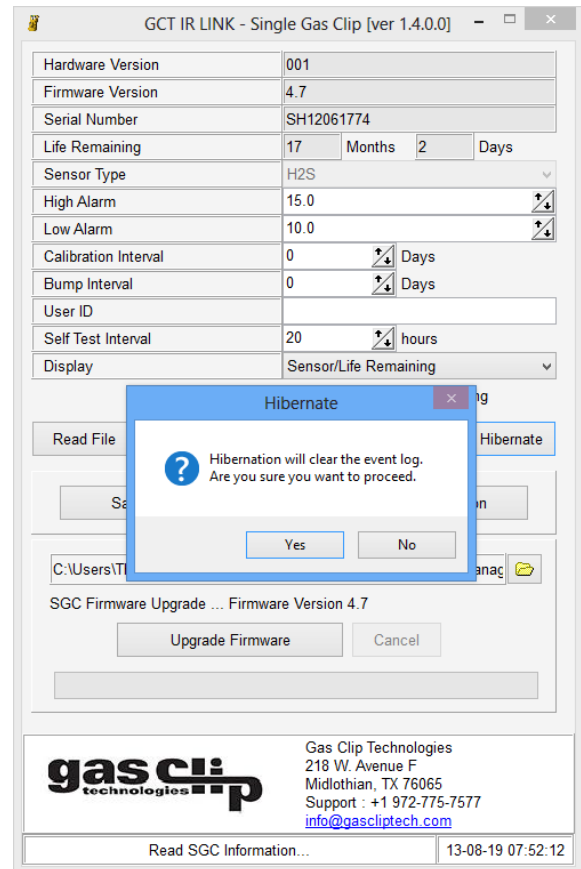 GCT IR LINK - Single Gas Clip [ver 1.4.0.0]
Hardware Version 001
Firmware Version 4.7
Serial Number SH12061774
Life Remaining 17 Months 2 Days
Sensor Type H2S
High Alarm 15.0
Low Alarm 10.0
Calibration Interval 0 Days
Bump Interval 0 Days
User ID
Self Test Interval 20 hours
Display Sensor/Life Remaining
Hibernate
Read File Hibernate
Hibernation will clear the event log.
Are you sure you want to proceed.
Yes No
SGC Firmware Upgrade ... Firmware Version 4.7
Upgrade Firmware Cancel
gas clip
technologies
Gas Clip Technologies
218 W. Avenue F
Midlothian, TX 76065
Support : +1 972-775-7577
info@gascliptech.com
Read SGC Information... 13-08-19 07:52:12